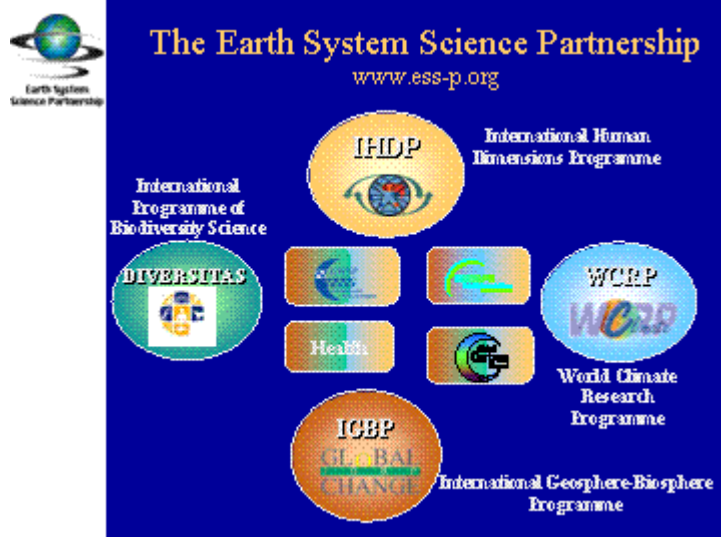 Earth System
Science Partnership
The Earth System Science Partnership
www.ess-p.org
IHDP
International Human
Dimensions Programme
International
Programme of
Biodiversity Science
DIVERSITAS
WCRP
WCRP
Health
World Climate
Research
Programme
IGBP
GLOBAL
CHANGE
International Geosphere-Biosphere
Programme